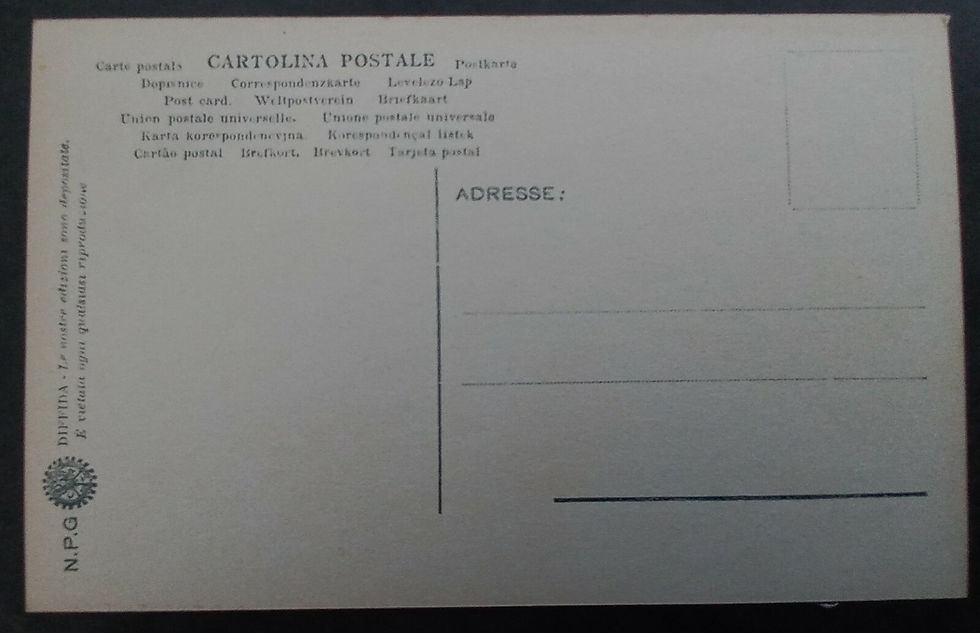 Carte postale CARTOLINA POSTALE Postkarte
Dopisnice Correspondenzkarte Levelezo Lap
Post card. Weltpostverein Briefkaart
Union postale universelle. Unione postale universale
Karta korespondencyjna Korespondençal listek
Cartão postal Brefkort. Brevkort Tarjeta postal
ADRESSE:
DIFFIDA - Le nostre edizioni sono depositate.
È vietata ogni qualsiasi riproduzione
N.P.G